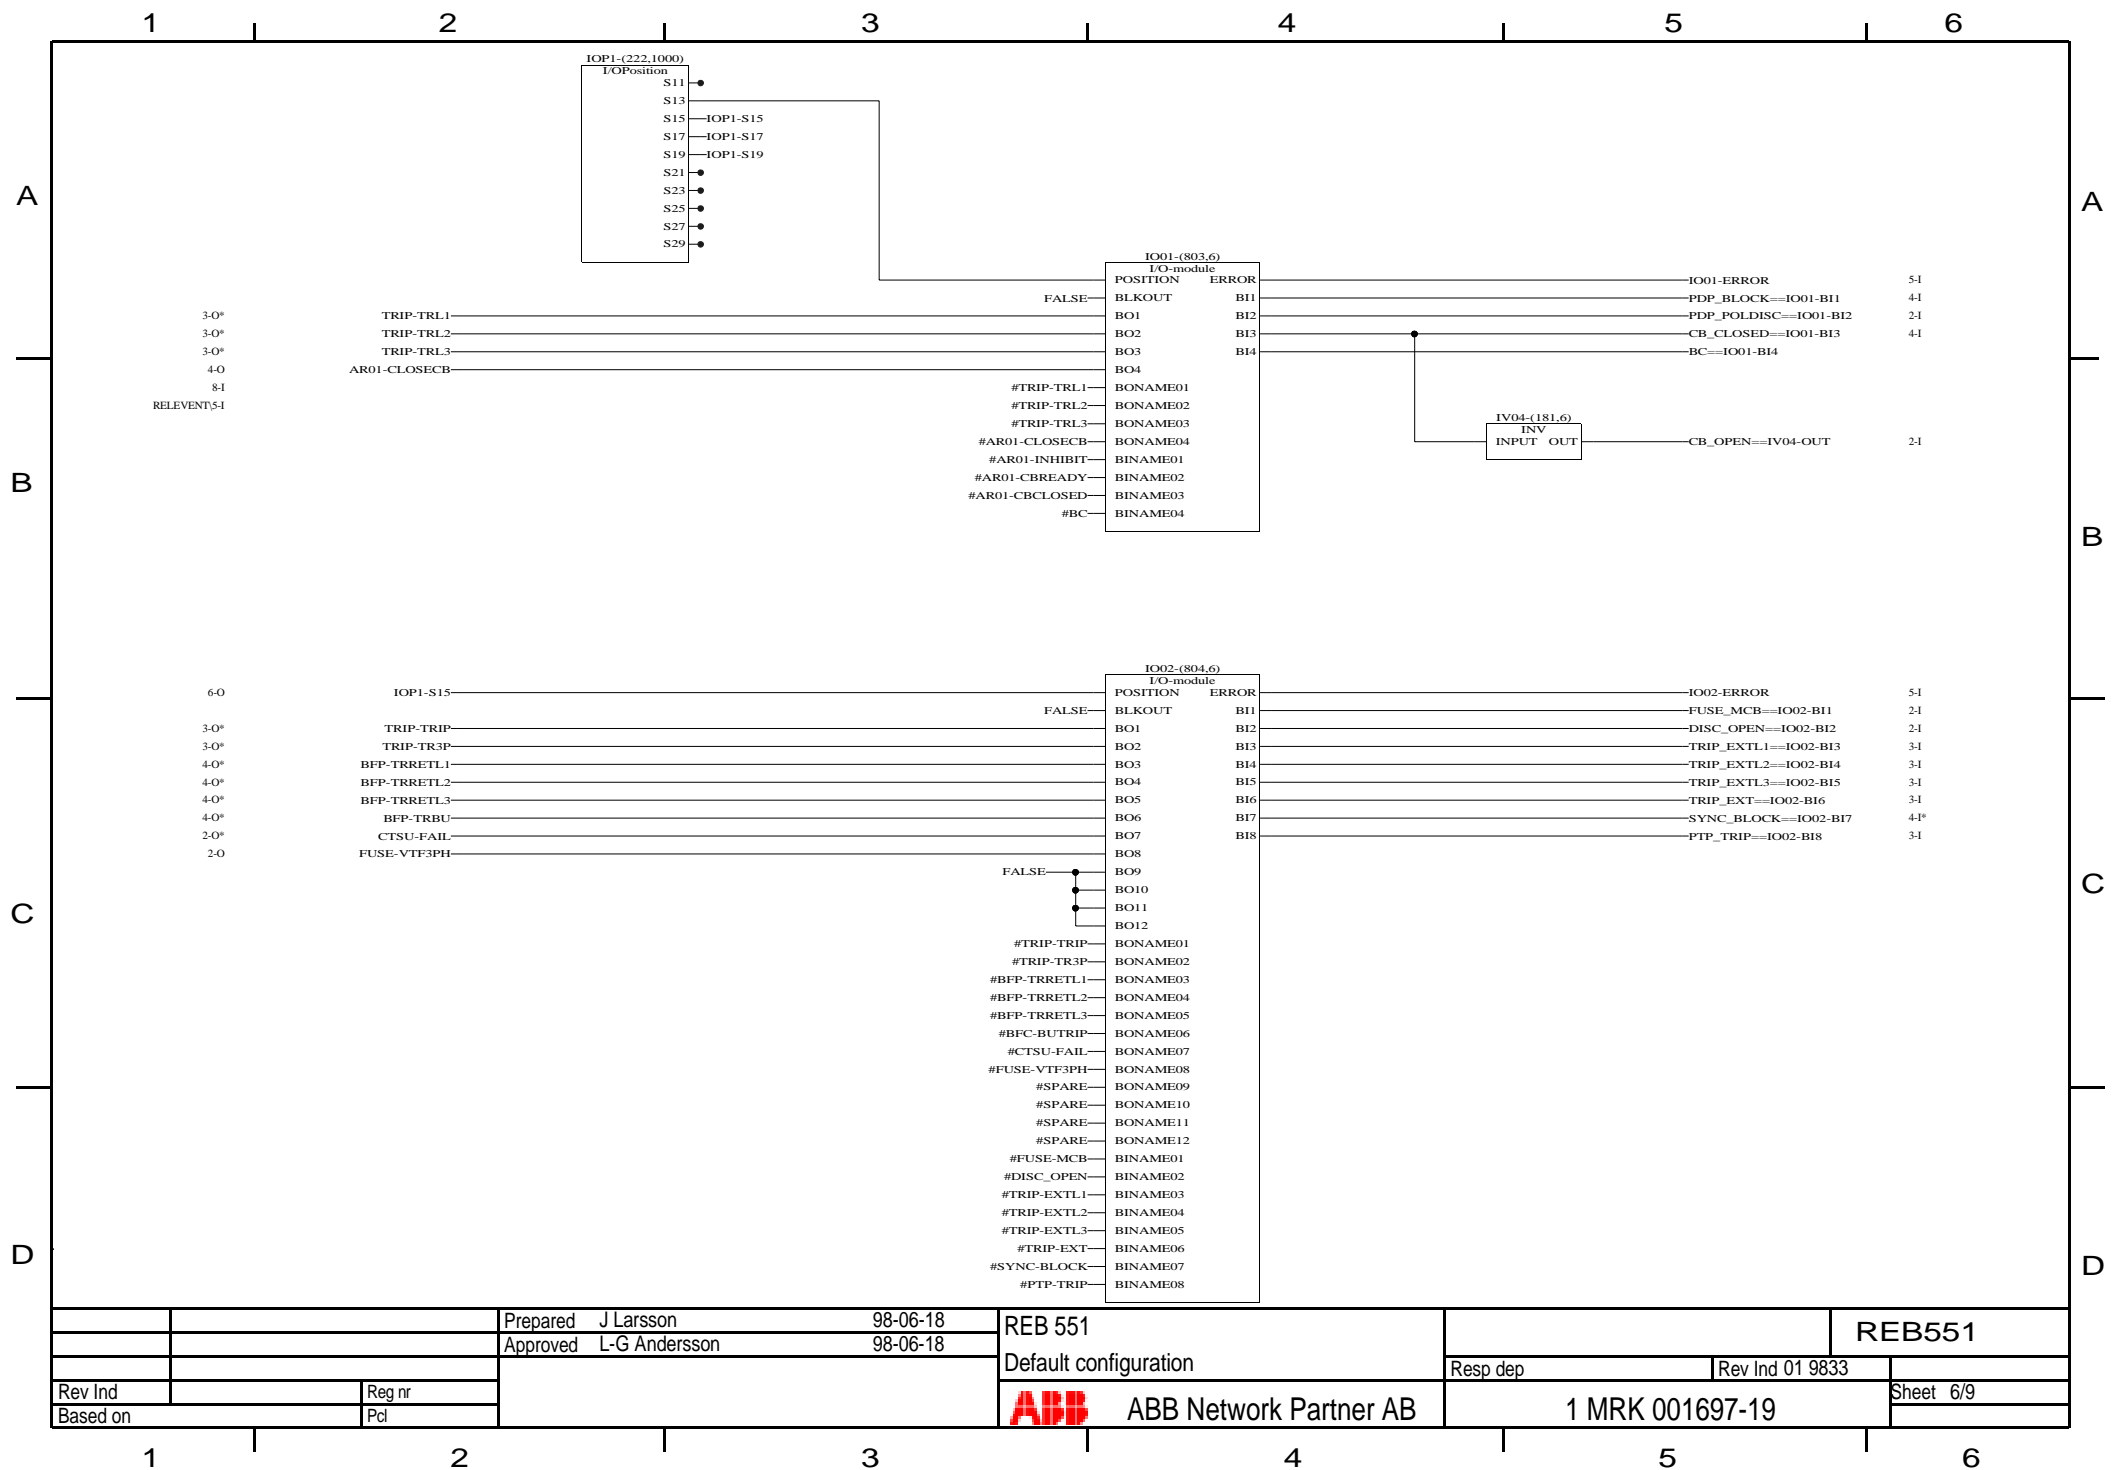 1 2 3 4 5 6
IOP1-(222,1000)
I/OPosition
S11
S13
S15 IOP1-S15
S17 IOP1-S17
S19 IOP1-S19
S21
S23
S25
S27
S29
A A
IO01-(803,6)
I/O-module
POSITION ERROR IO01-ERROR 5-I
FALSE BLKOUT BI1 PDP_BLOCK==IO01-BI1 4-I
3-O* TRIP-TRL1 BO1 BI2 PDP_POLDISC==IO01-BI2 2-I
3-O* TRIP-TRL2 BO2 BI3 CB_CLOSED==IO01-BI3 4-I
3-O* TRIP-TRL3 BO3 BI4 BC==IO01-BI4
4-O AR01-CLOSECB BO4
8-I #TRIP-TRL1 BONAME01
RELEVENT\5-I #TRIP-TRL2 BONAME02
#TRIP-TRL3 BONAME03
#AR01-CLOSECB BONAME04
#AR01-INHIBIT BINAME01
#AR01-CBREADY BINAME02
#AR01-CBCLOSED BINAME03
#BC BINAME04
IV04-(181,6)
INV
INPUT OUT CB_OPEN==IV04-OUT 2-I
B B
IO02-(804,6)
I/O-module
6-O IOP1-S15 POSITION ERROR IO02-ERROR 5-I
FALSE BLKOUT BI1 FUSE_MCB==IO02-BI1 2-I
3-O* TRIP-TRIP BO1 BI2 DISC_OPEN==IO02-BI2 2-I
3-O* TRIP-TR3P BO2 BI3 TRIP_EXTL1==IO02-BI3 3-I
4-O* BFP-TRRETL1 BO3 BI4 TRIP_EXTL2==IO02-BI4 3-I
4-O* BFP-TRRETL2 BO4 BI5 TRIP_EXTL3==IO02-BI5 3-I
4-O* BFP-TRRETL3 BO5 BI6 TRIP_EXT==IO02-BI6 3-I
4-O* BFP-TRBU BO6 BI7 SYNC_BLOCK==IO02-BI7 4-I*
2-O* CTSU-FAIL BO7 BI8 PTP_TRIP==IO02-BI8 3-I
2-O FUSE-VTF3PH BO8
FALSE BO9
BO10
BO11
BO12
C C
#TRIP-TRIP BONAME01
#TRIP-TR3P BONAME02
#BFP-TRRETL1 BONAME03
#BFP-TRRETL2 BONAME04
#BFP-TRRETL3 BONAME05
#BFC-BUTRIP BONAME06
#CTSU-FAIL BONAME07
#FUSE-VTF3PH BONAME08
#SPARE BONAME09
#SPARE BONAME10
#SPARE BONAME11
#SPARE BONAME12
#FUSE-MCB BINAME01
#DISC_OPEN BINAME02
#TRIP-EXTL1 BINAME03
#TRIP-EXTL2 BINAME04
#TRIP-EXTL3 BINAME05
#TRIP-EXT BINAME06
#SYNC-BLOCK BINAME07
#PTP-TRIP BINAME08
D D
Prepared J Larsson 98-06-18
Approved L-G Andersson 98-06-18
Rev Ind Reg nr
Based on Pcl
REB 551
Default configuration
ABB ABB Network Partner AB
REB551
Resp dep Rev Ind 01 9833
1 MRK 001697-19
Sheet 6/9
1 2 3 4 5 6